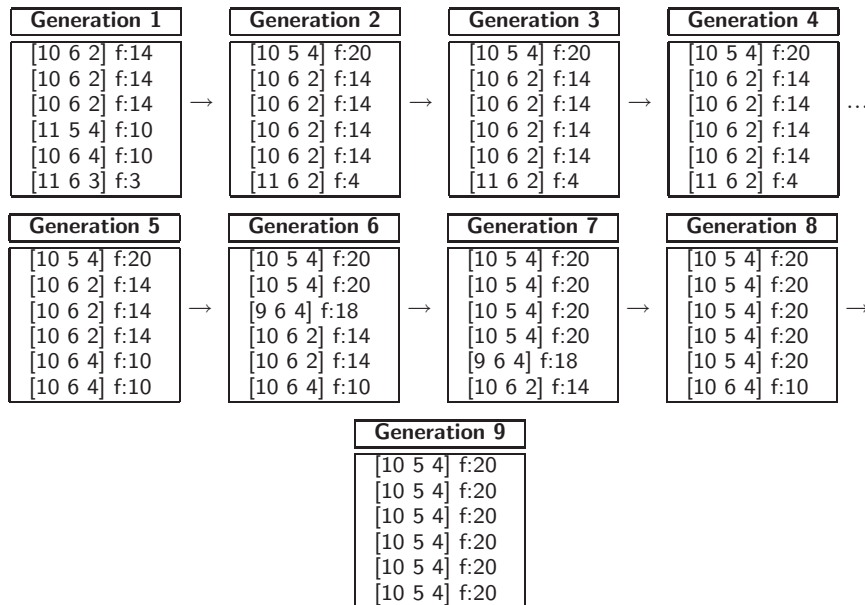 Generation 1
[10 6 2] f:14
[10 6 2] f:14
[10 6 2] f:14
[11 5 4] f:10
[10 6 4] f:10
[11 6 3] f:3
→
Generation 2
[10 5 4] f:20
[10 6 2] f:14
[10 6 2] f:14
[10 6 2] f:14
[10 6 2] f:14
[11 6 2] f:4
→
Generation 3
[10 5 4] f:20
[10 6 2] f:14
[10 6 2] f:14
[10 6 2] f:14
[10 6 2] f:14
[11 6 2] f:4
→
Generation 4
[10 5 4] f:20
[10 6 2] f:14
[10 6 2] f:14
[10 6 2] f:14
[10 6 2] f:14
[11 6 2] f:4
...
Generation 5
[10 5 4] f:20
[10 6 2] f:14
[10 6 2] f:14
[10 6 2] f:14
[10 6 4] f:10
[10 6 4] f:10
→
Generation 6
[10 5 4] f:20
[10 5 4] f:20
[9 6 4] f:18
[10 6 2] f:14
[10 6 2] f:14
[10 6 4] f:10
→
Generation 7
[10 5 4] f:20
[10 5 4] f:20
[10 5 4] f:20
[10 5 4] f:20
[9 6 4] f:18
[10 6 2] f:14
→
Generation 8
[10 5 4] f:20
[10 5 4] f:20
[10 5 4] f:20
[10 5 4] f:20
[10 5 4] f:20
[10 6 4] f:10
→
Generation 9
[10 5 4] f:20
[10 5 4] f:20
[10 5 4] f:20
[10 5 4] f:20
[10 5 4] f:20
[10 5 4] f:20